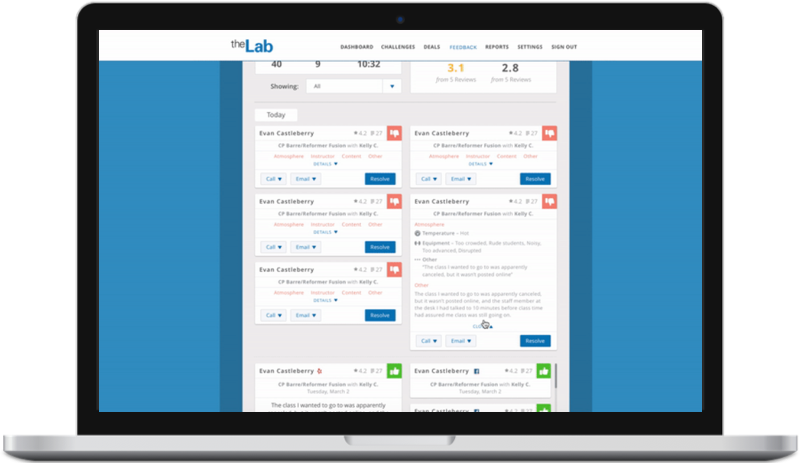 theLab
DASHBOARD CHALLENGES DEALS FEEDBACK REPORTS SETTINGS SIGN OUT
40 9 10:32
3.1 2.8
from 5 Reviews from 5 Reviews
Showing: All
Today
Evan Castleberry 4.2 27
CP Barre/Reformer Fusion with Kelly C.
Atmosphere Instructor Content Other
DETAILS
Call Email Resolve
Evan Castleberry 4.2 27
CP Barre/Reformer Fusion with Kelly C.
Atmosphere Instructor Content Other
DETAILS
Call Email Resolve
Evan Castleberry 4.2 27
CP Barre/Reformer Fusion with Kelly C.
Atmosphere Instructor Content Other
DETAILS
Call Email Resolve
Evan Castleberry 4.2 27
CP Barre/Reformer Fusion with Kelly C.
Atmosphere
Temperature – Hot
Equipment – Too crowded, Rude students, Noisy,
Too advanced, Disrupted
Other
"The class I wanted to go to was apparently
cancelled, but it wasn't posted online"
Other
The class I wanted to go to was apparently cancelled,
but it wasn't posted online, and the staff member at
the desk I had talked to 10 minutes before class time
had assured me class was still going on.
Call Email Resolve
Evan Castleberry 4.2 27
CP Barre/Reformer Fusion with Kelly C.
Atmosphere Instructor Content Other
DETAILS
Call Email Resolve
Evan Castleberry 4.2 27
CP Barre/Reformer Fusion with Kelly C.
Tuesday, March 2
The class I wanted to go to was apparently
Evan Castleberry 4.2 27
CP Barre/Reformer Fusion with Kelly C.
Tuesday, March 2
Evan Castleberry 4.2 27